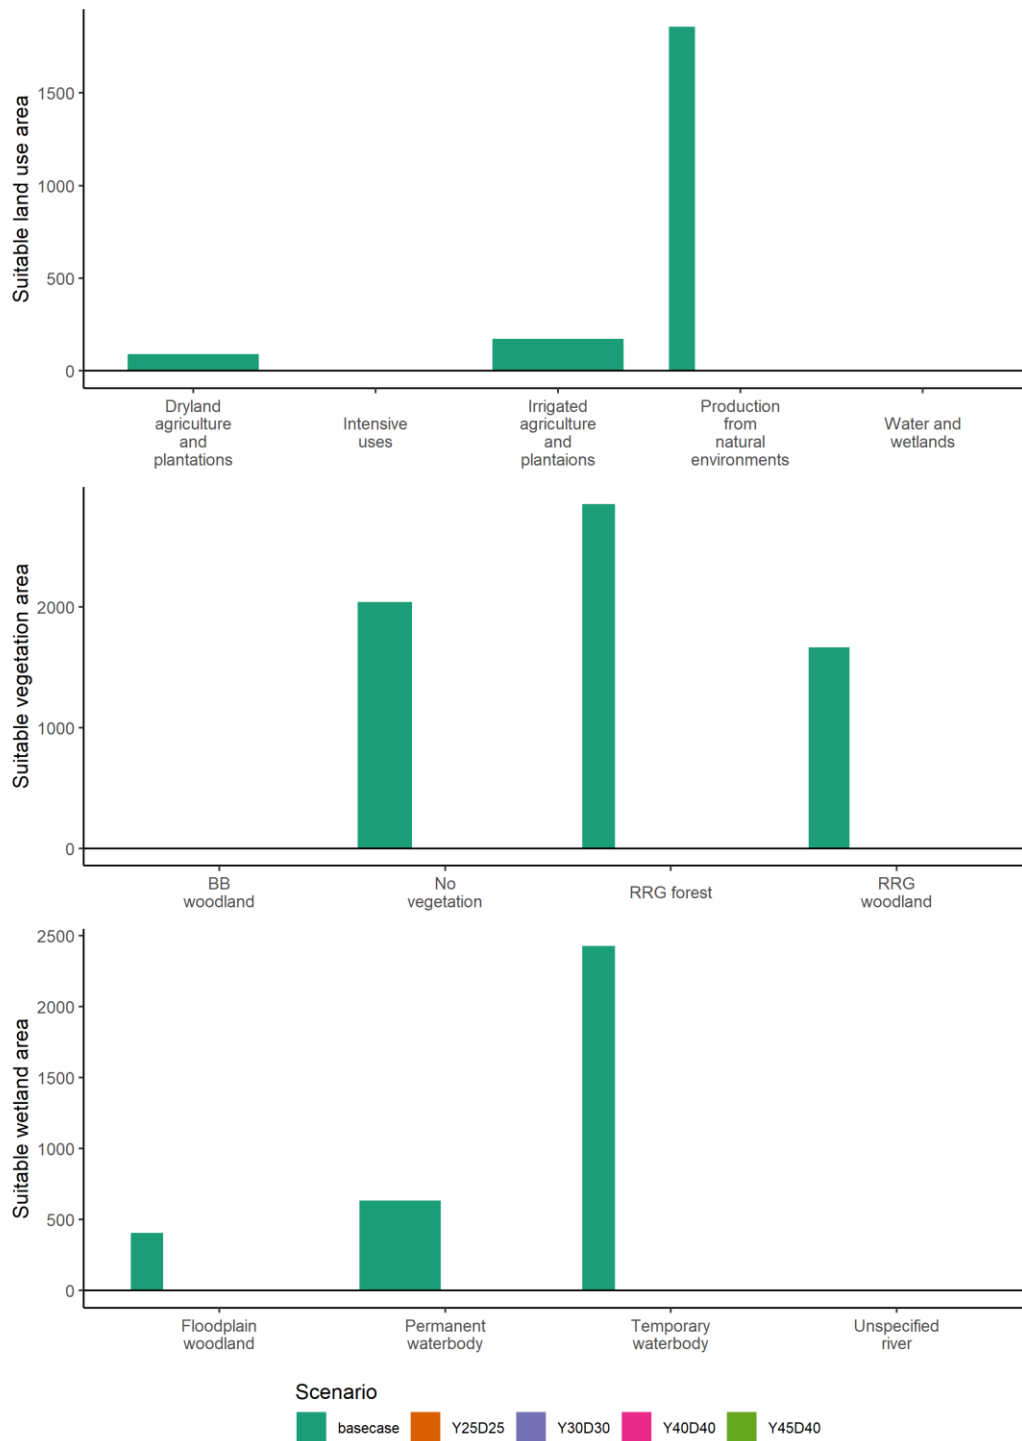 Suitable land use area
1500
1000
500
0
Dryland
agriculture
and
plantations
Intensive
uses
Irrigated
agriculture
and
plantaions
Production
from
natural
environments
Water and
wetlands
Suitable vegetation area
2000
1000
0
BB
woodland
No
vegetation
RRG forest
RRG
woodland
Suitable wetland area
2500
2000
1500
1000
500
0
Floodplain
woodland
Permanent
waterbody
Temporary
waterbody
Unspecified
river
Scenario
basecase
Y25D25
Y30D30
Y40D40
Y45D40